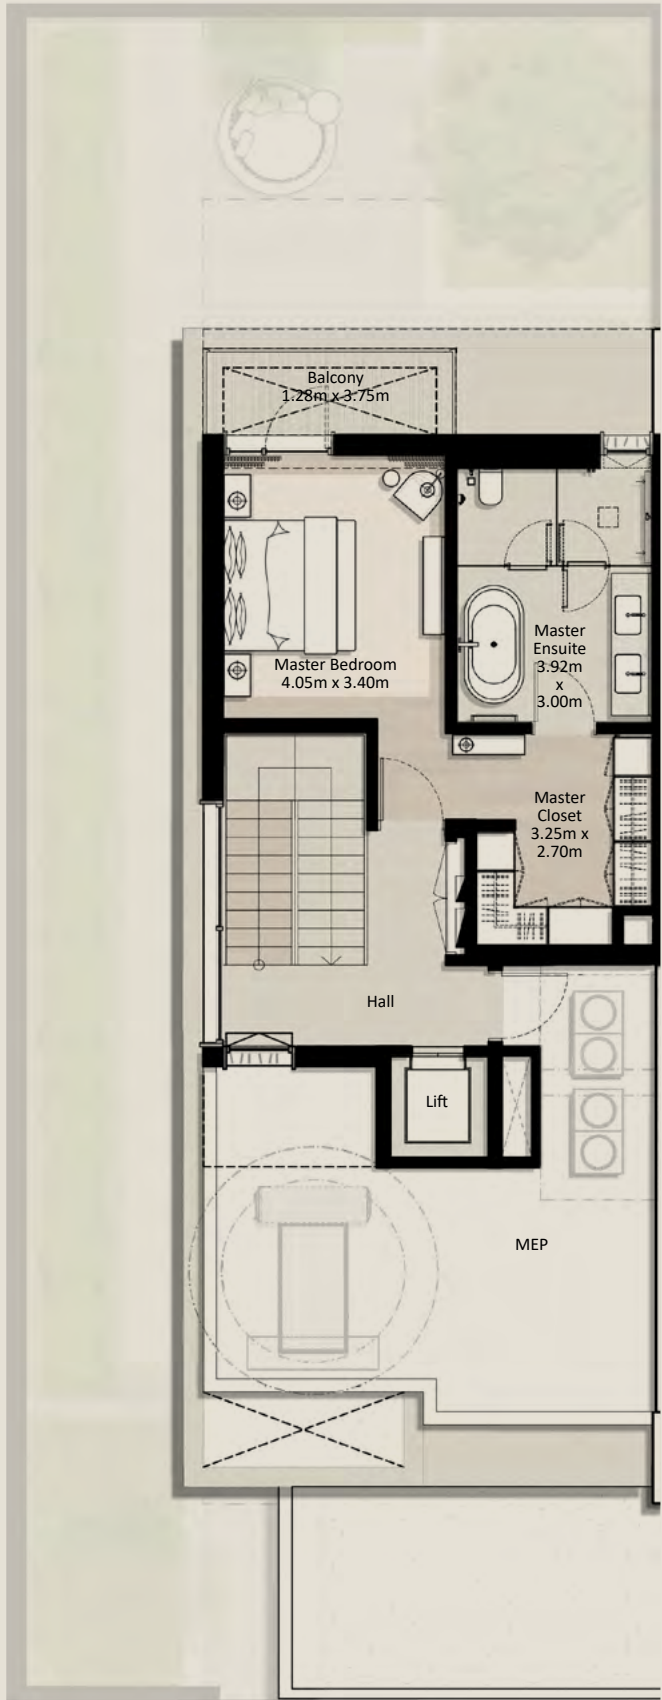 Balcony
1.28m x 3.75m
Master Bedroom
4.05m x 3.40m
Master
Ensuite
3.92m
x
3.00m
Master
Closet
3.25m x
2.70m
Hall
Lift
MEP